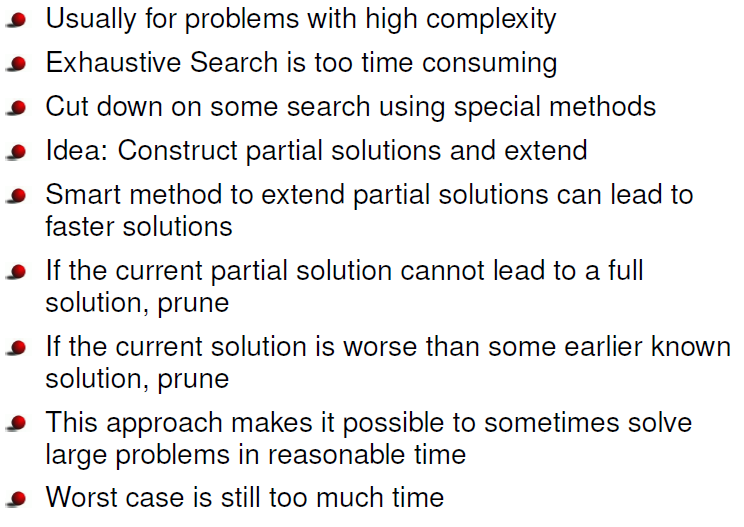 Usually for problems with high complexity
Exhaustive Search is too time consuming
Cut down on some search using special methods
Idea: Construct partial solutions and extend
Smart method to extend partial solutions can lead to
faster solutions
If the current partial solution cannot lead to a full
solution, prune
If the current solution is worse than some earlier known
solution, prune
This approach makes it possible to sometimes solve
large problems in reasonable time
Worst case is still too much time